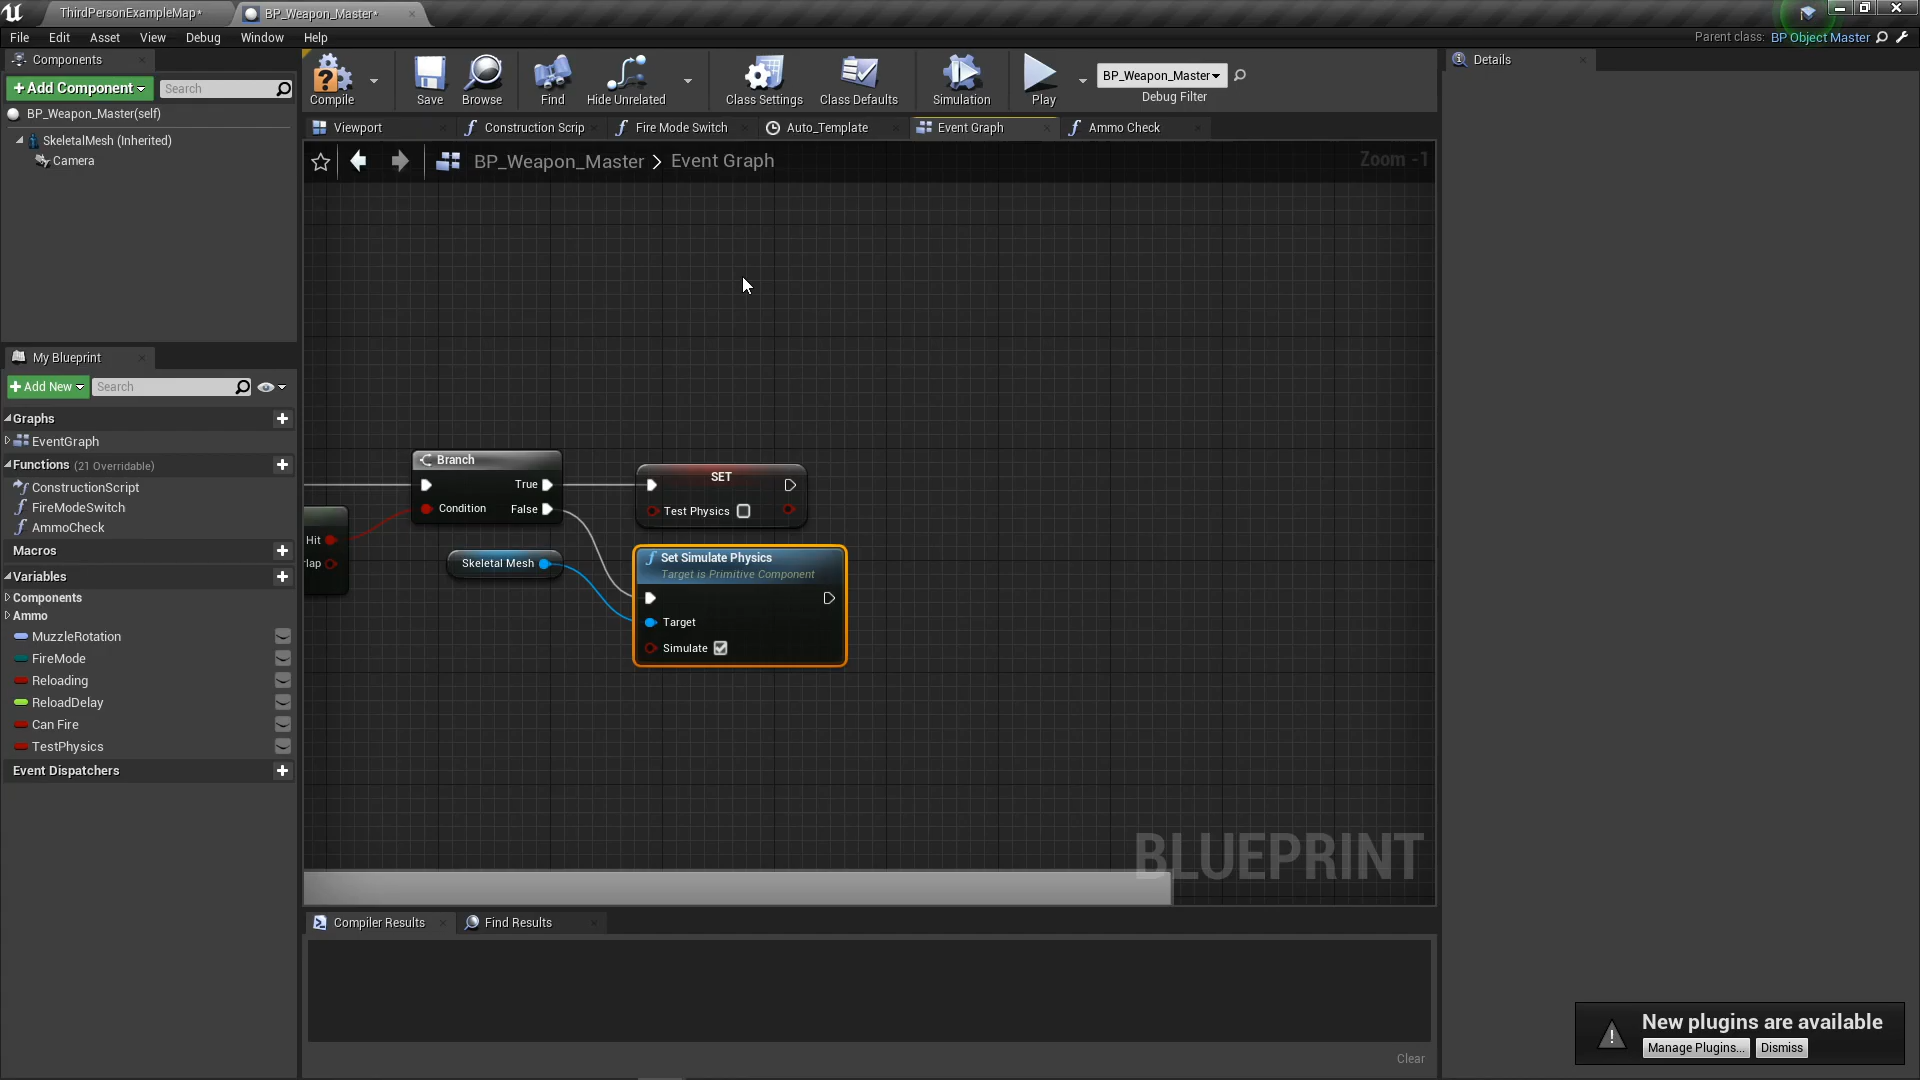 ThirdPersonExampleMap*
BP_Weapon_Master*
File Edit Asset View Debug Window Help
Parent class: BP Object Master
Components
+Add Component
Search
BP_Weapon_Master(self)
SkeletalMesh (Inherited)
Camera
Compile
Save
Browse
Find
Hide Unrelated
Class Settings
Class Defaults
Simulation
Play
BP_Weapon_Master
Debug Filter
Details
Viewport
Construction Scrip
Fire Mode Switch
Auto_Template
Event Graph
Ammo Check
BP_Weapon_Master > Event Graph
Zoom -1
My Blueprint
+Add New
Search
Graphs
EventGraph
Functions (21 Overridable)
ConstructionScript
FireModeSwitch
AmmoCheck
Macros
Variables
Components
Ammo
MuzzleRotation
FireMode
Reloading
ReloadDelay
Can Fire
TestPhysics
Event Dispatchers
Hit
lap
Branch
True
Condition
False
SET
Test Physics
Skeletal Mesh
Set Simulate Physics
Target is Primitive Component
Target
Simulate
BLUEPRINT
Compiler Results
Find Results
Clear
New plugins are available
Manage Plugins...
Dismiss